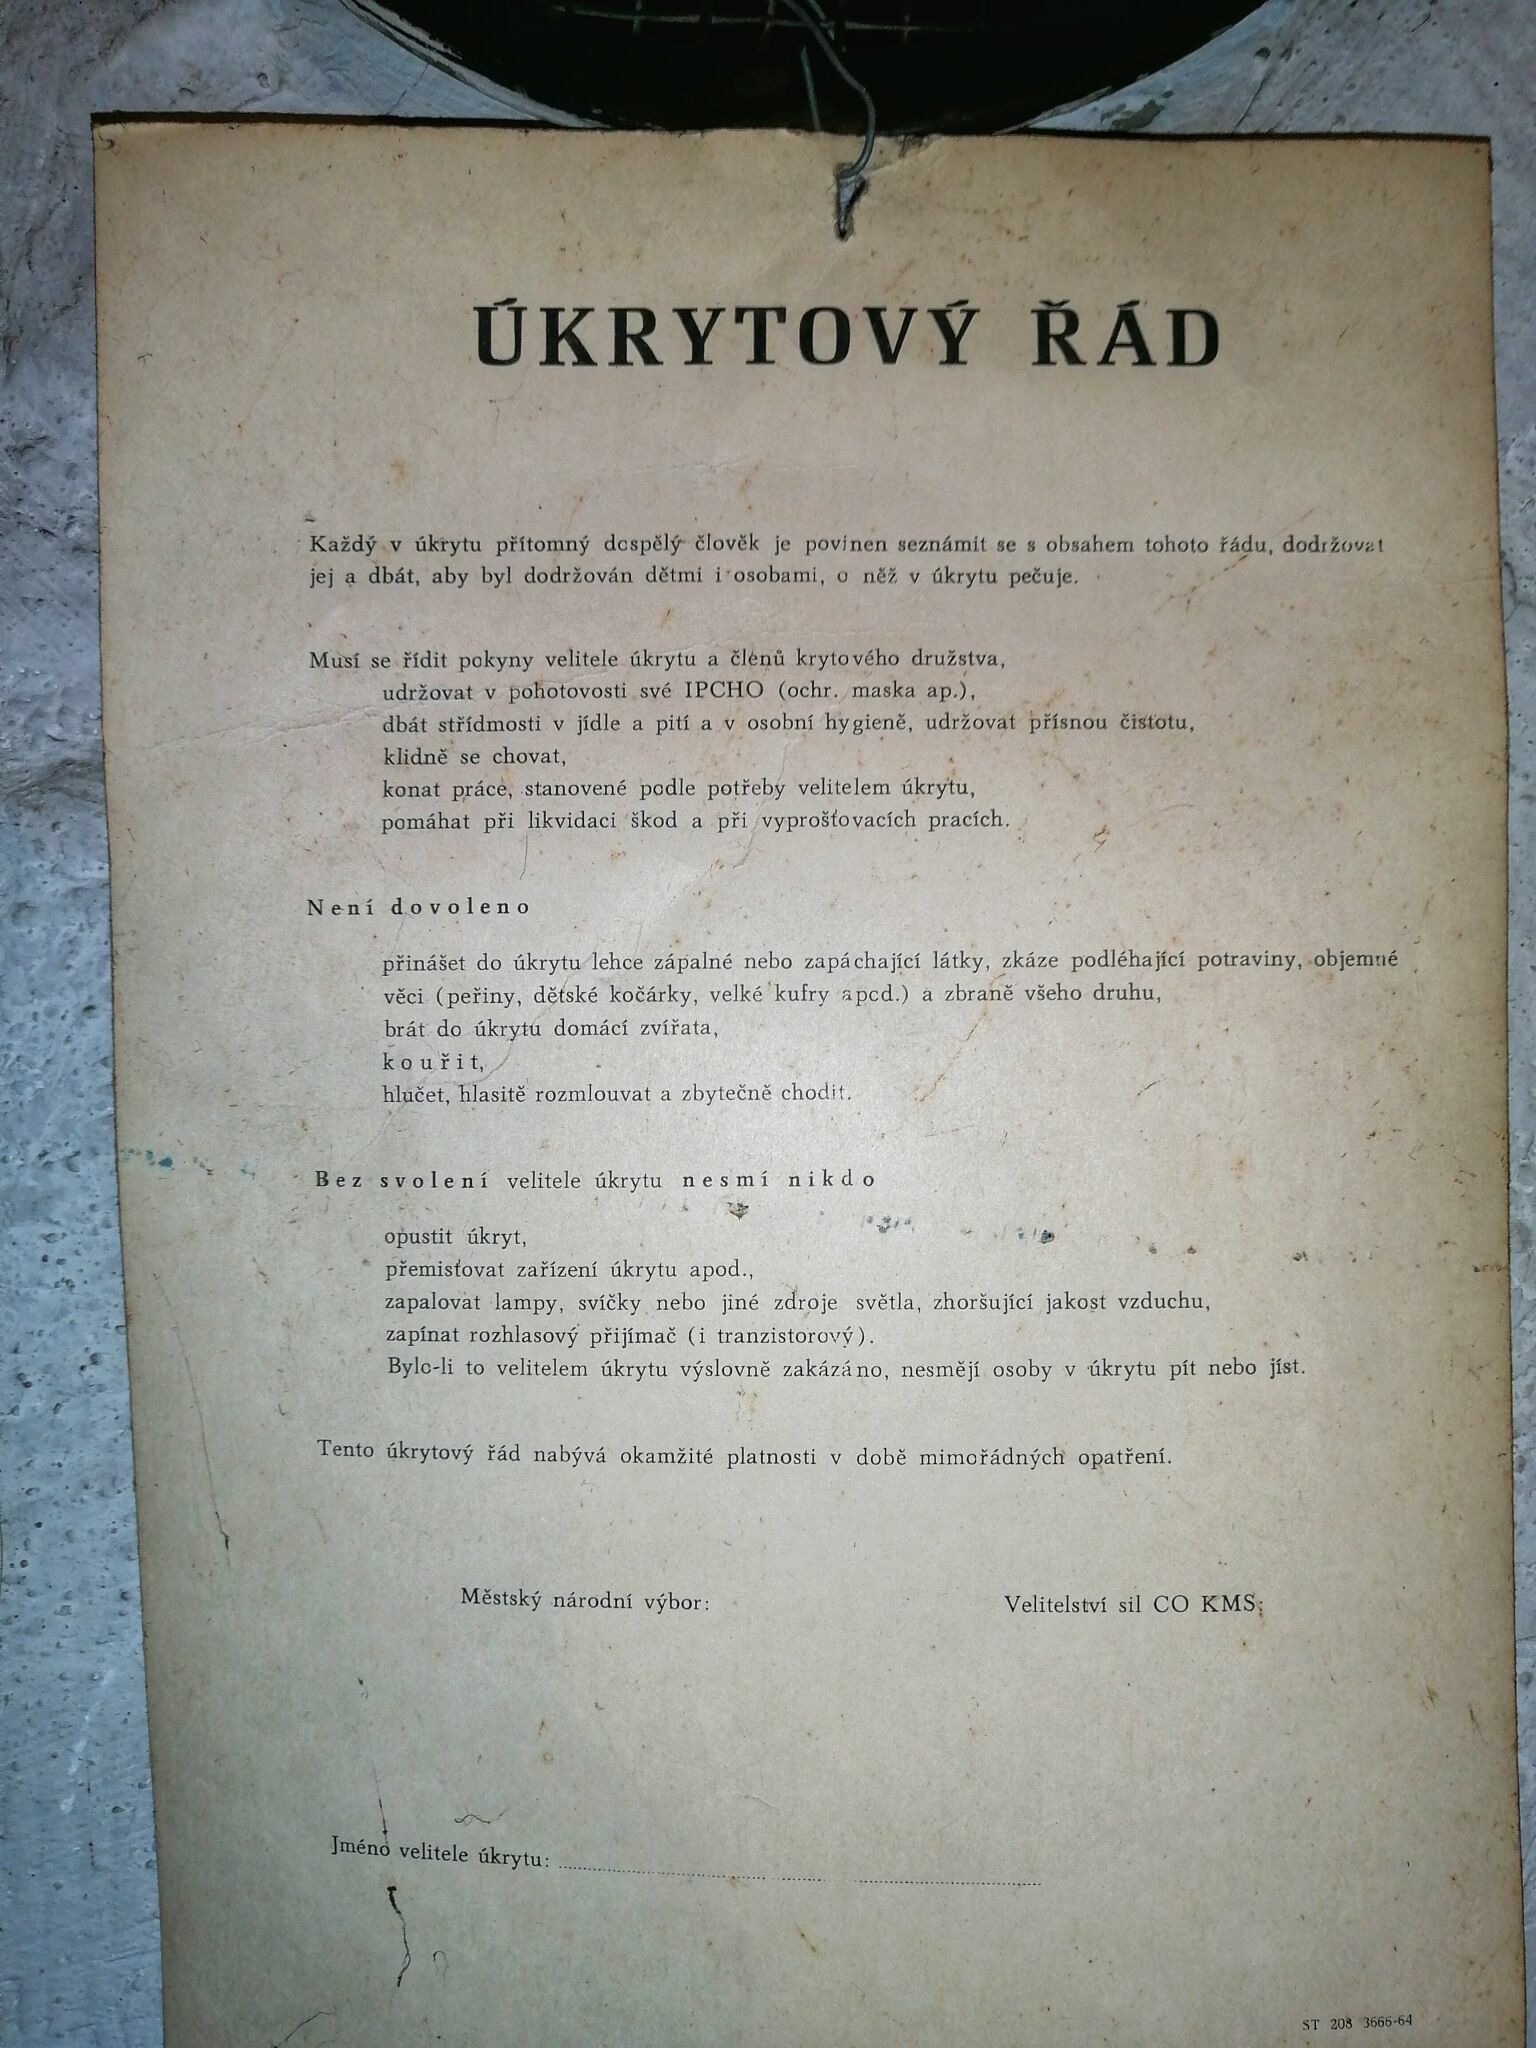 ÚKRYTOVÝ ŘÁD
Každý v úkrytu přítomný dospělý člověk je povinen seznámit se s obsahem tohoto řádu, dodržovat
jej a dbát, aby byl dodržován dětmi i osobami, o něž v úkrytu pečuje.
Musí se řídit pokyny velitele úkrytu a členů krytového družstva,
udržovat v pohotovosti své IPCHO (ochr. maska ap.),
dbát střídmosti v jídle a pití a v osobní hygieně, udržovat přísnou čistotu,
klidně se chovat,
konat práce, stanovené podle potřeby velitelem úkrytu,
pomáhat při likvidaci škod a při vyprošťovacích pracích.
Není dovoleno
přinášet do úkrytu lehce zápalné nebo zapáchající látky, zkáze podléhající potraviny, objemné
věci (peřiny, dětské kočárky, velké kufry apod.) a zbraně všeho druhu,
brát do úkrytu domácí zvířata,
kouřit,
hlučet, hlasitě rozmlouvat a zbytečně chodit.
Bez svolení velitele úkrytu nesmí nikdo
opustit úkryt,
přemisťovat zařízení úkrytu apod.,
zapalovat lampy, svíčky nebo jiné zdroje světla, zhoršující jakost vzduchu,
zapínat rozhlasový přijímač (i tranzistorový).
Bylo-li to velitelem úkrytu výslovně zakázáno, nesmějí osoby v úkrytu pít nebo jíst.
Tento úkrytový řád nabývá okamžité platnosti v době mimořádných opatření.
Městský národní výbor: Velitelství sil CO KMS:
Jméno velitele úkrytu:
ST 208 3666-64